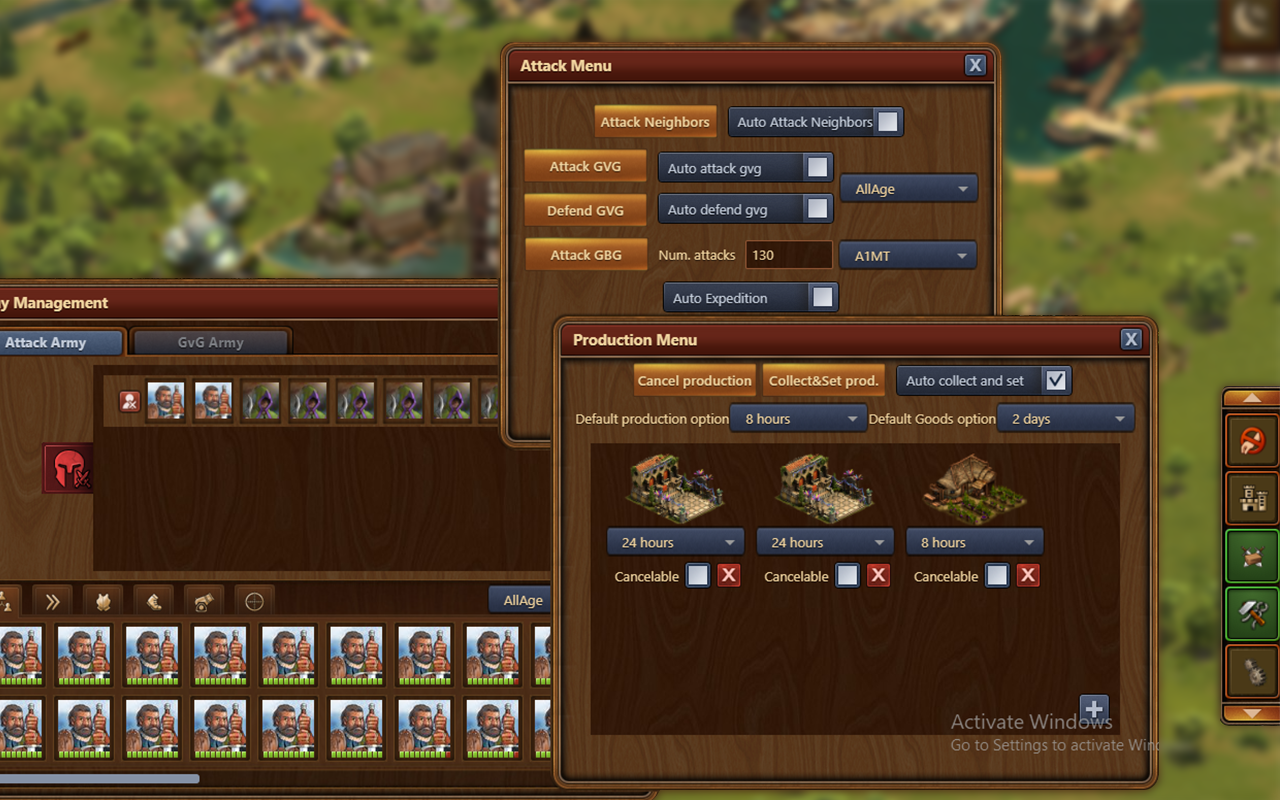 Attack Menu
X
Attack Neighbors
Auto Attack Neighbors
Attack GVG
Auto attack gvg
AllAge
Defend GVG
Auto defend gvg
Attack GBG
Num. attacks
130
A1MT
Auto Expedition
y Management
Attack Army
GvG Army
AllAge
Production Menu
X
Cancel production
Collect&Set prod.
Auto collect and set
Default production option
8 hours
Default Goods option
2 days
24 hours
24 hours
8 hours
Cancelable
X
Cancelable
X
Cancelable
X
Activate Windows
Go to Settings to activate Win